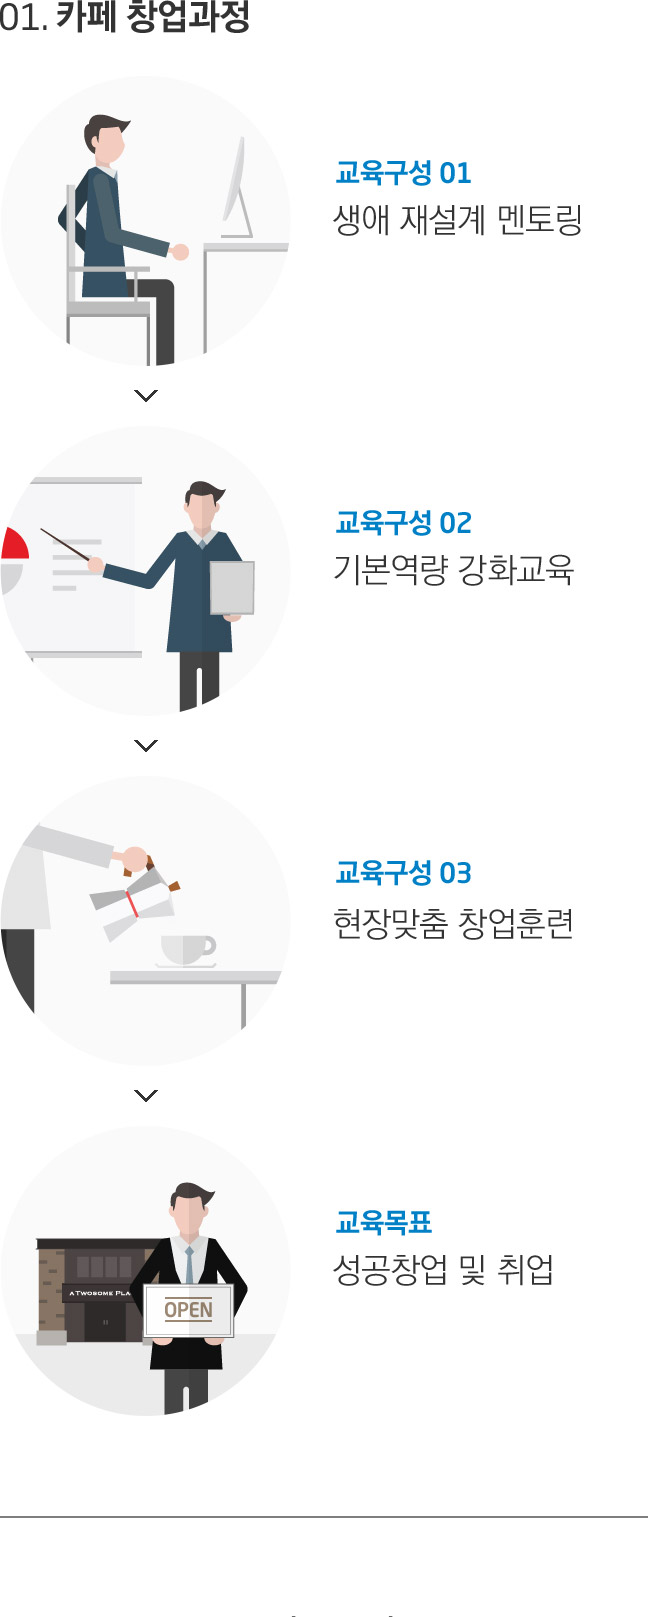 01. 카페 창업과정
교육구성 01
생애 재설계 멘토링
교육구성 02
기본역량 강화교육
교육구성 03
현장맞춤 창업훈련
교육목표
성공창업 및 취업
A TWOSOME PLA
OPEN